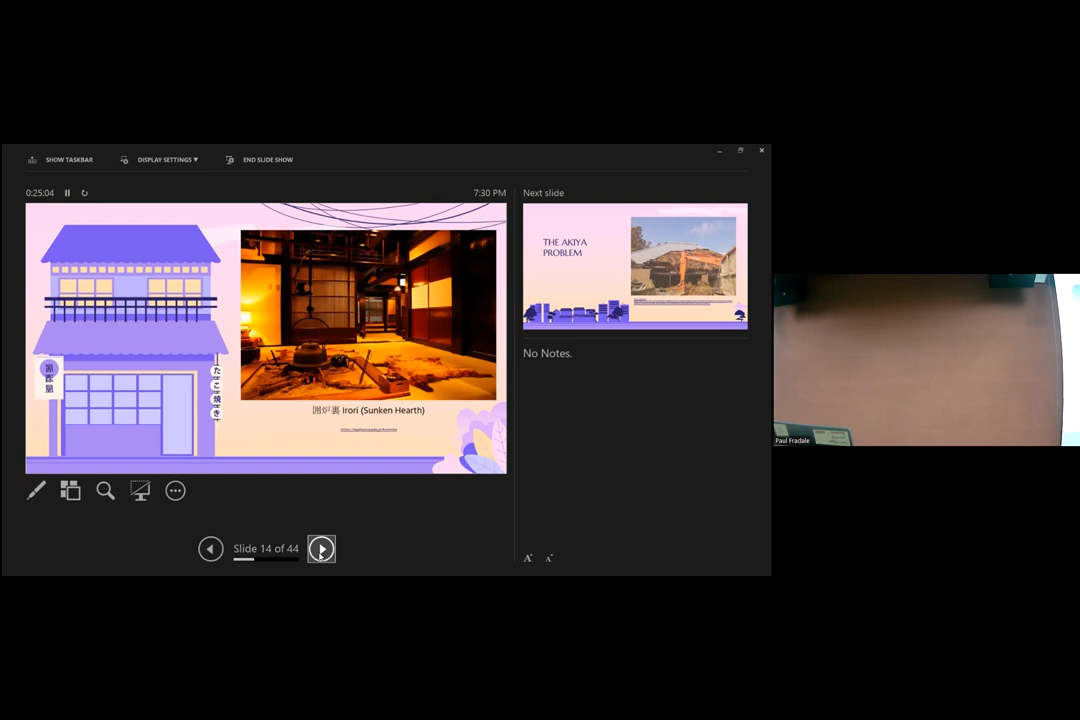 SHOW TASKBAR
DISPLAY SETTINGS ▼
END SLIDE SHOW
0:25:04
7:30 PM
Next slide
たこ焼き
囲炉裏 Irori (Sunken Hearth)
THE AKIYA
PROBLEM
No Notes.
Slide 14 of 44
A
A
Paul Fradale